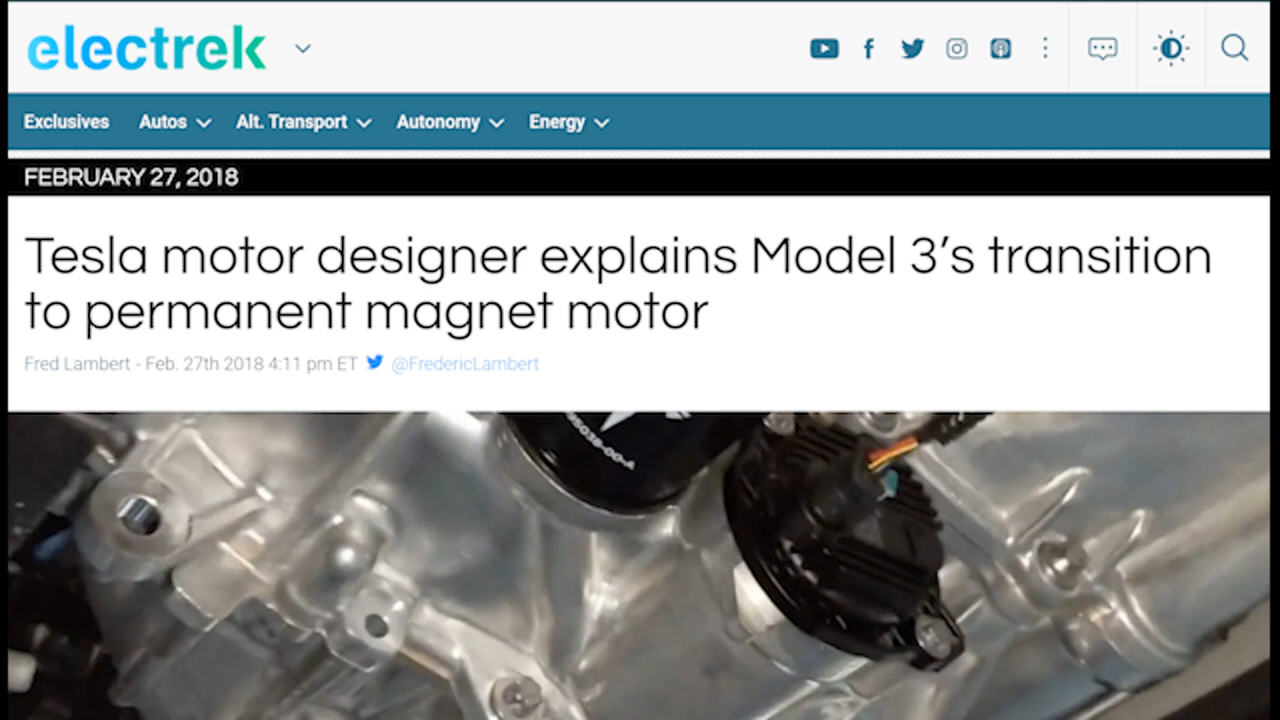 electrek
Exclusives Autos Alt. Transport Autonomy Energy
FEBRUARY 27, 2018
Tesla motor designer explains Model 3’s transition
to permanent magnet motor
Fred Lambert - Feb. 27th 2018 4:11 pm ET @FredericLambert